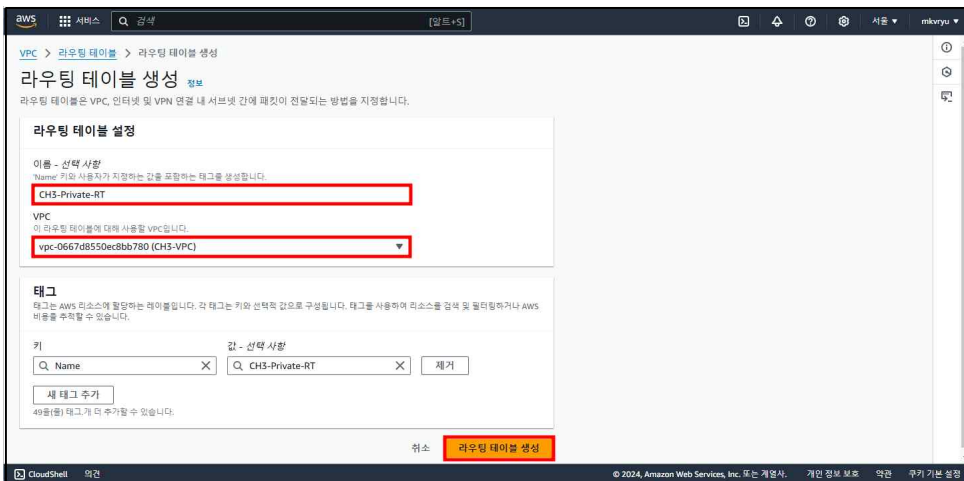 aws
서비스
검색
[알트+S]
서울 ▼
mkvryu ▼
VPC > 라우팅 테이블 > 라우팅 테이블 생성
라우팅 테이블 생성 정보
라우팅 테이블은 VPC, 인터넷 및 VPN 연결 내 서브넷 간에 패킷이 전달되는 방법을 지정합니다.
라우팅 테이블 설정
이름 - 선택 사항
'Name' 키와 사용자가 지정하는 값을 포함하는 태그를 생성합니다.
CH3-Private-RT
VPC
이 라우팅 테이블에 대해 사용할 VPC입니다.
vpc-0667d8550ec8bb780 (CH3-VPC)
태그
태그는 AWS 리소스에 할당하는 레이블입니다. 각 태그는 키와 선택적 값으로 구성됩니다. 태그를 사용하여 리소스를 검색 및 필터링하거나 AWS
비용을 추적할 수 있습니다.
키
값 - 선택 사항
Name
CH3-Private-RT
제거
새 태그 추가
49을(를) 태그.개 더 추가할 수 있습니다.
취소
라우팅 테이블 생성
CloudShell
의견
© 2024, Amazon Web Services, Inc. 또는 계열사.
개인 정보 보호
약관
쿠키 기본 설정